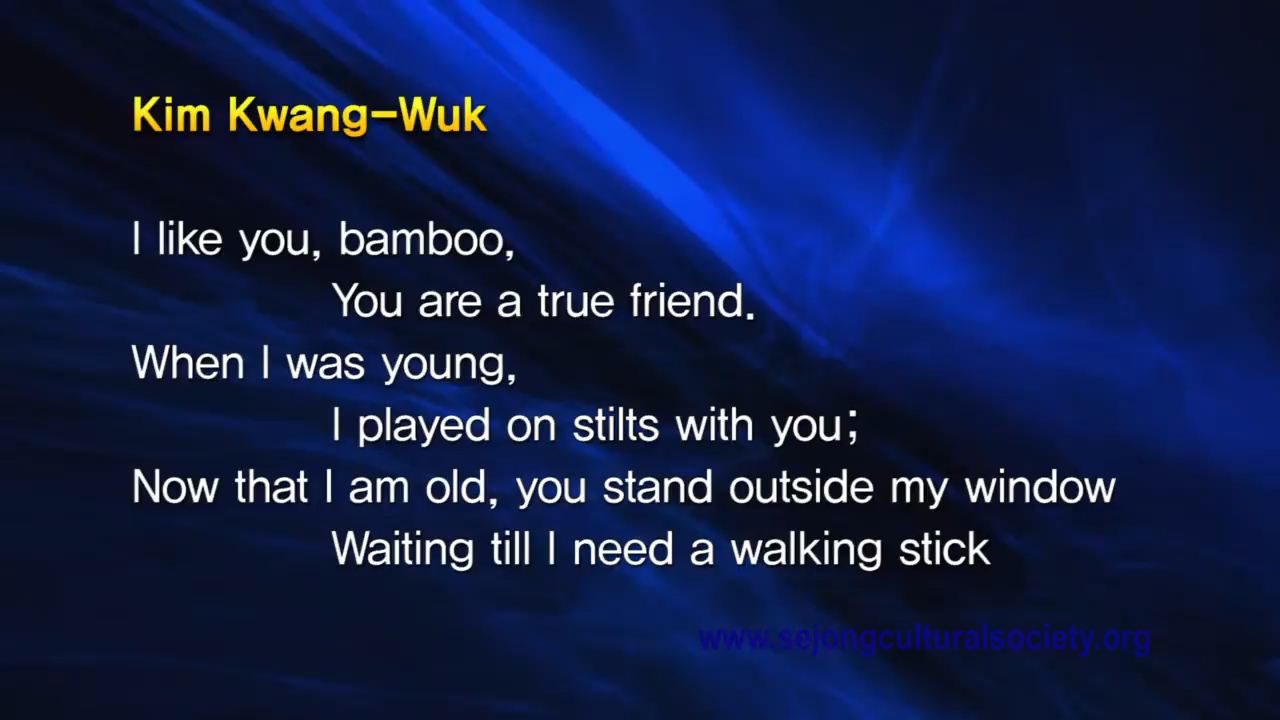 Kim Kwang-Wuk
I like you, bamboo,
You are a true friend.
When I was young,
I played on stilts with you;
Now that I am old, you stand outside my window
Waiting till I need a walking stick
www.sejongculturalsociety.org